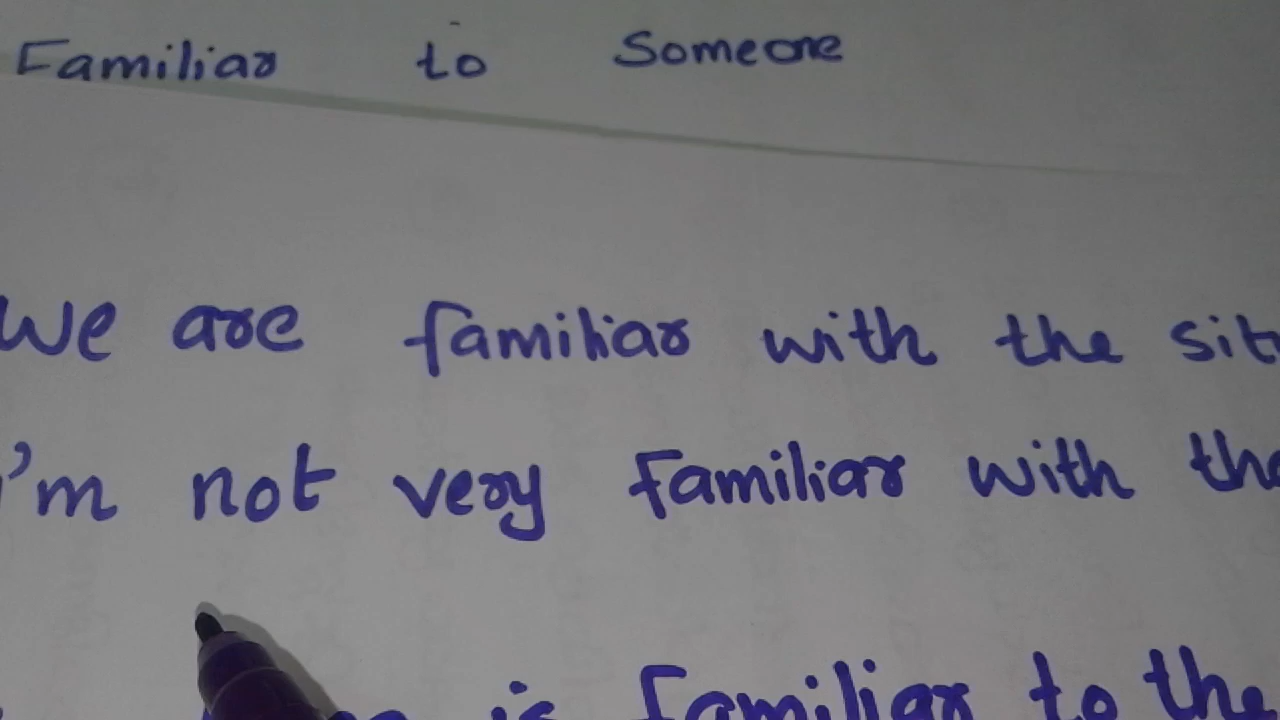 Familiar to Someone
We are familiar with the
I'm not very Familiar with
is Familiar to the